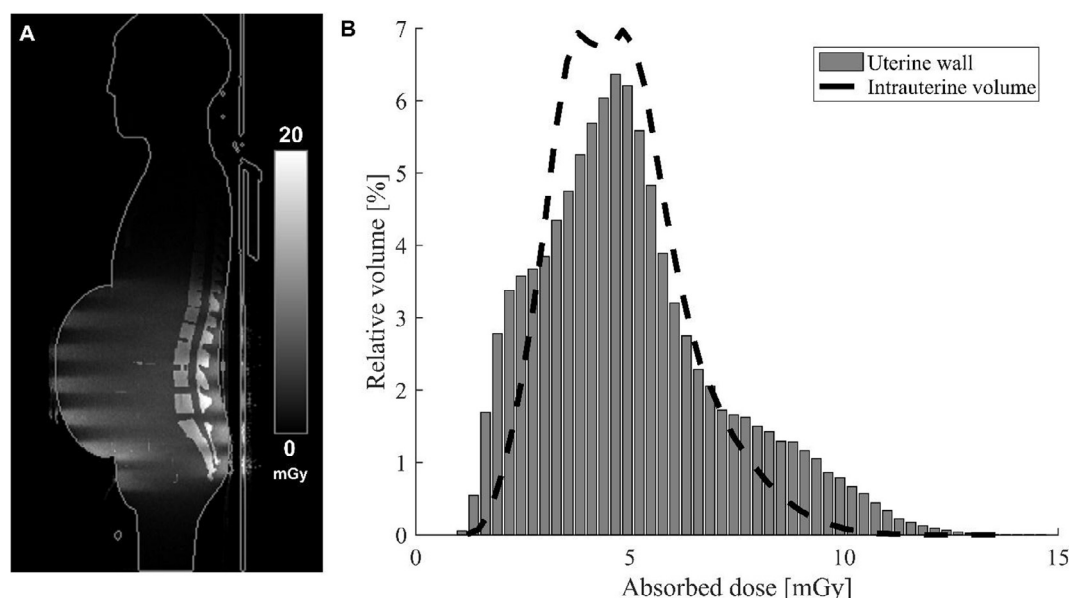 A
20
0
mGy
B
7
6
5
4
3
2
1
0
Relative volume [%]
Uterine wall
Intrauterine volume
0
5
10
15
Absorbed dose [mGy]